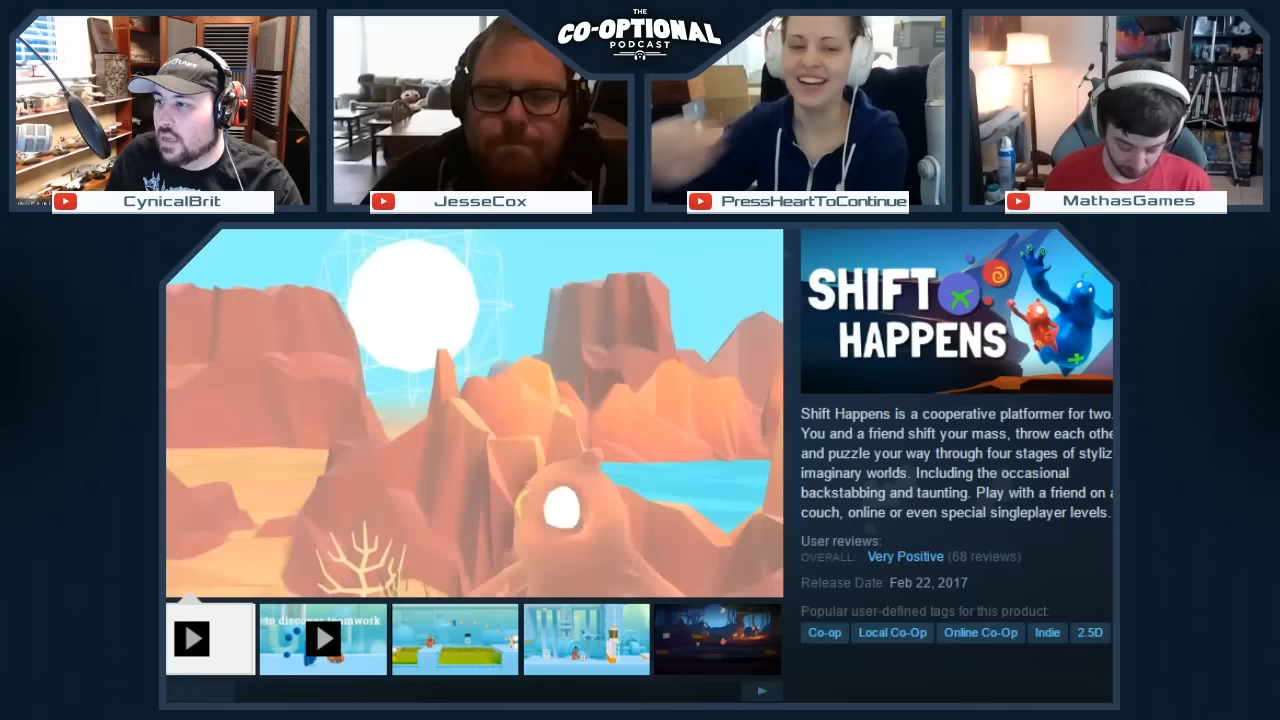 THE
CO-OPTIONAL
PODCAST
CynicalBrit
JesseCox
PressHeartToContinue
MathasGames
SHIFT
HAPPENS
Shift Happens is a cooperative platformer for two.
You and a friend shift your mass, throw each othe
and puzzle your way through four stages of styliz
imaginary worlds. Including the occasional
backstabbing and taunting. Play with a friend on a
couch, online or even special singleplayer levels.
User reviews:
OVERALL: Very Positive (68 reviews)
Release Date: Feb 22, 2017
Popular user-defined tags for this product:
Co-op Local Co-Op Online Co-Op Indie 2.5D
to discover teamwork